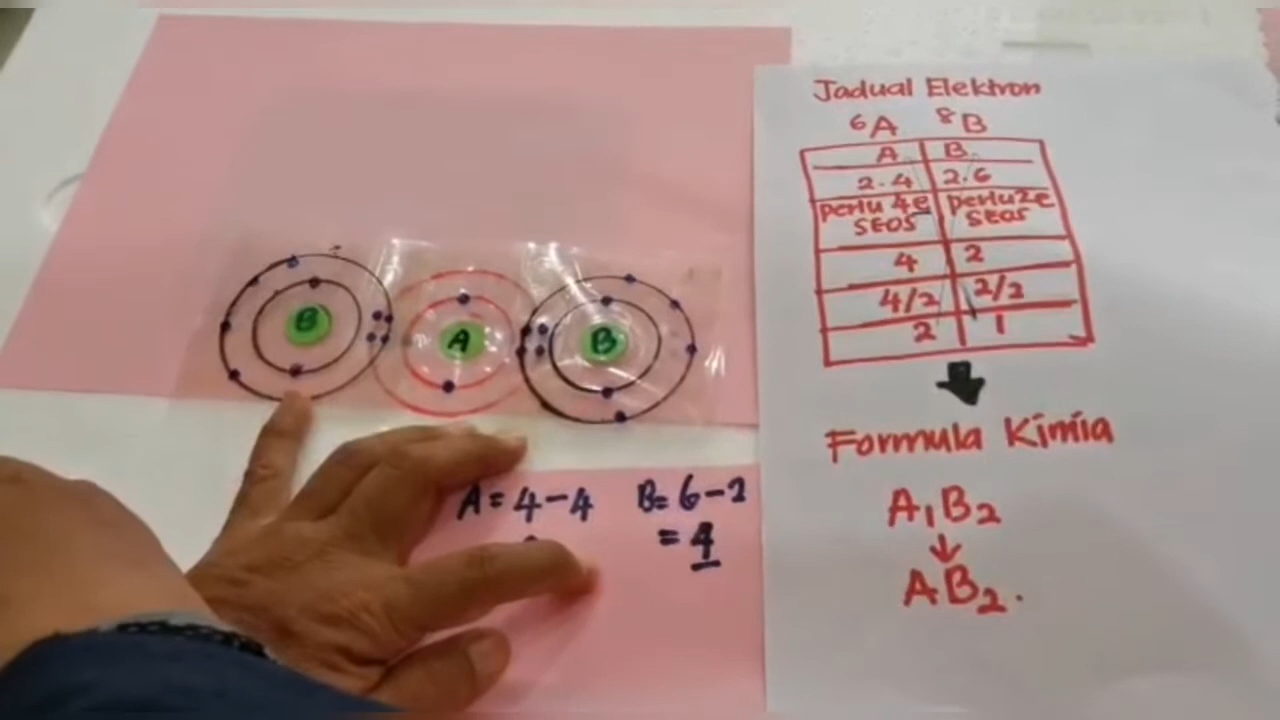 B
A
B
A = 4 - 4
B = 6 - 2
= 4
Jadual Elektron
⁶A ⁸B
A B
2.4 2.6
perlu 4e perlu 2e
SEOS SEOS
4 2
4/2 2/2
2 1
Formula Kimia
A₁B₂
↓
AB₂.